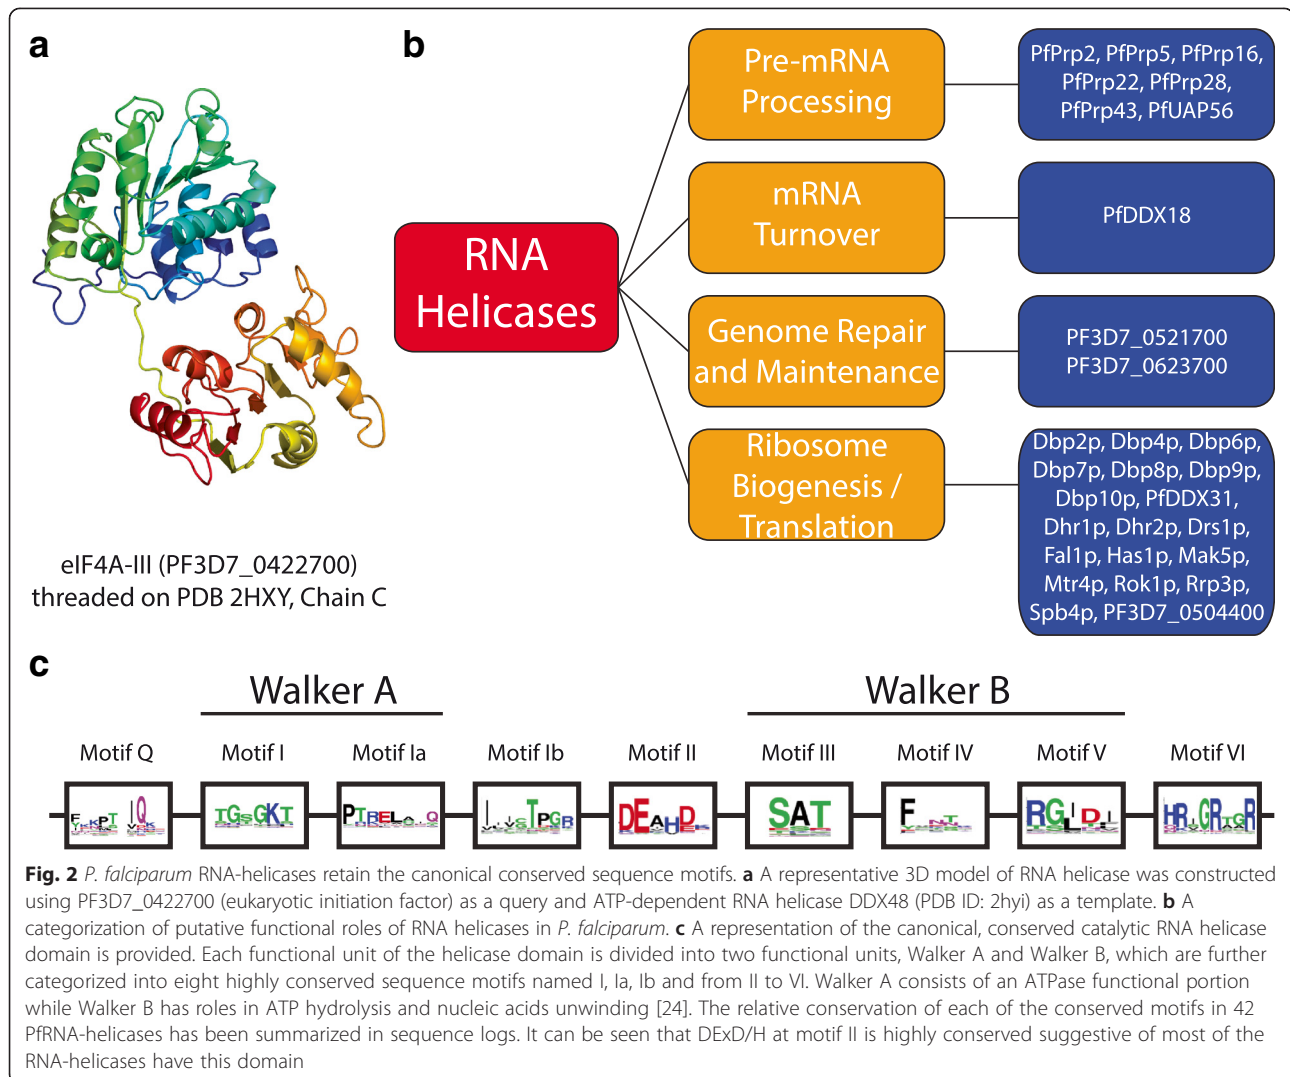 a
b
eIF4A-III (PF3D7_0422700)
threaded on PDB 2HXY, Chain C
RNA
Helicases
Pre-mRNA
Processing
PfPrp2, PfPrp5, PfPrp16,
PfPrp22, PfPrp28,
PfPrp43, PfUAP56
mRNA
Turnover
PfDDX18
Genome Repair
and Maintenance
PF3D7_0521700
PF3D7_0623700
Ribosome
Biogenesis /
Translation
Dbp2p, Dbp4p, Dbp6p,
Dbp7p, Dbp8p, Dbp9p,
Dbp10p, PfDDX31,
Dhr1p, Dhr2p, Drs1p,
Fal1p, Has1p, Mak5p,
Mtr4p, Rok1p, Rrp3p,
Spb4p, PF3D7_0504400
c
Walker A Walker B
Motif Q Motif I Motif Ia Motif Ib Motif II Motif III Motif IV Motif V Motif VI
TGsGKT SAT
Fig. 2 P. falciparum RNA-helicases retain the canonical conserved sequence motifs. a A representative 3D model of RNA helicase was constructed
using PF3D7_0422700 (eukaryotic initiation factor) as a query and ATP-dependent RNA helicase DDX48 (PDB ID: 2hyi) as a template. b A
categorization of putative functional roles of RNA helicases in P. falciparum. c A representation of the canonical, conserved catalytic RNA helicase
domain is provided. Each functional unit of the helicase domain is divided into two functional units, Walker A and Walker B, which are further
categorized into eight highly conserved sequence motifs named I, Ia, Ib and from II to VI. Walker A consists of an ATPase functional portion
while Walker B has roles in ATP hydrolysis and nucleic acids unwinding [24]. The relative conservation of each of the conserved motifs in 42
PfRNA-helicases has been summarized in sequence logs. It can be seen that DExD/H at motif II is highly conserved suggestive of most of the
RNA-helicases have this domain